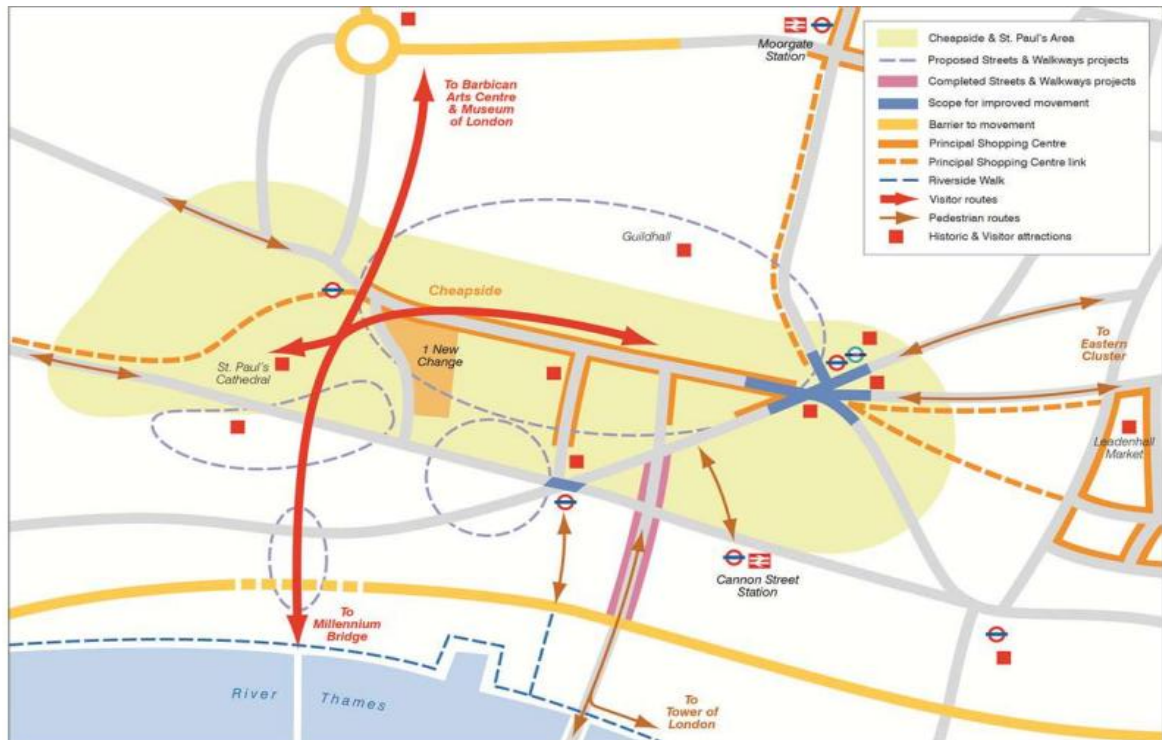 Moorgate
Station
Cheapside & St. Paul's Area
Proposed Streets & Walkways projects
Completed Streets & Walkways projects
Scope for improved movement
Barrier to movement
Principal Shopping Centre
Principal Shopping Centre link
Riverside Walk
Visitor routes
Pedestrian routes
Historic & Visitor attractions
To Barbican
Arts Centre
& Museum
of London
Guildhall
Cheapside
1 New
Change
St. Paul's
Cathedral
To
Eastern
Cluster
Leadenhall
Market
Cannon Street
Station
To
Millennium
Bridge
River Thames
To
Tower of
London